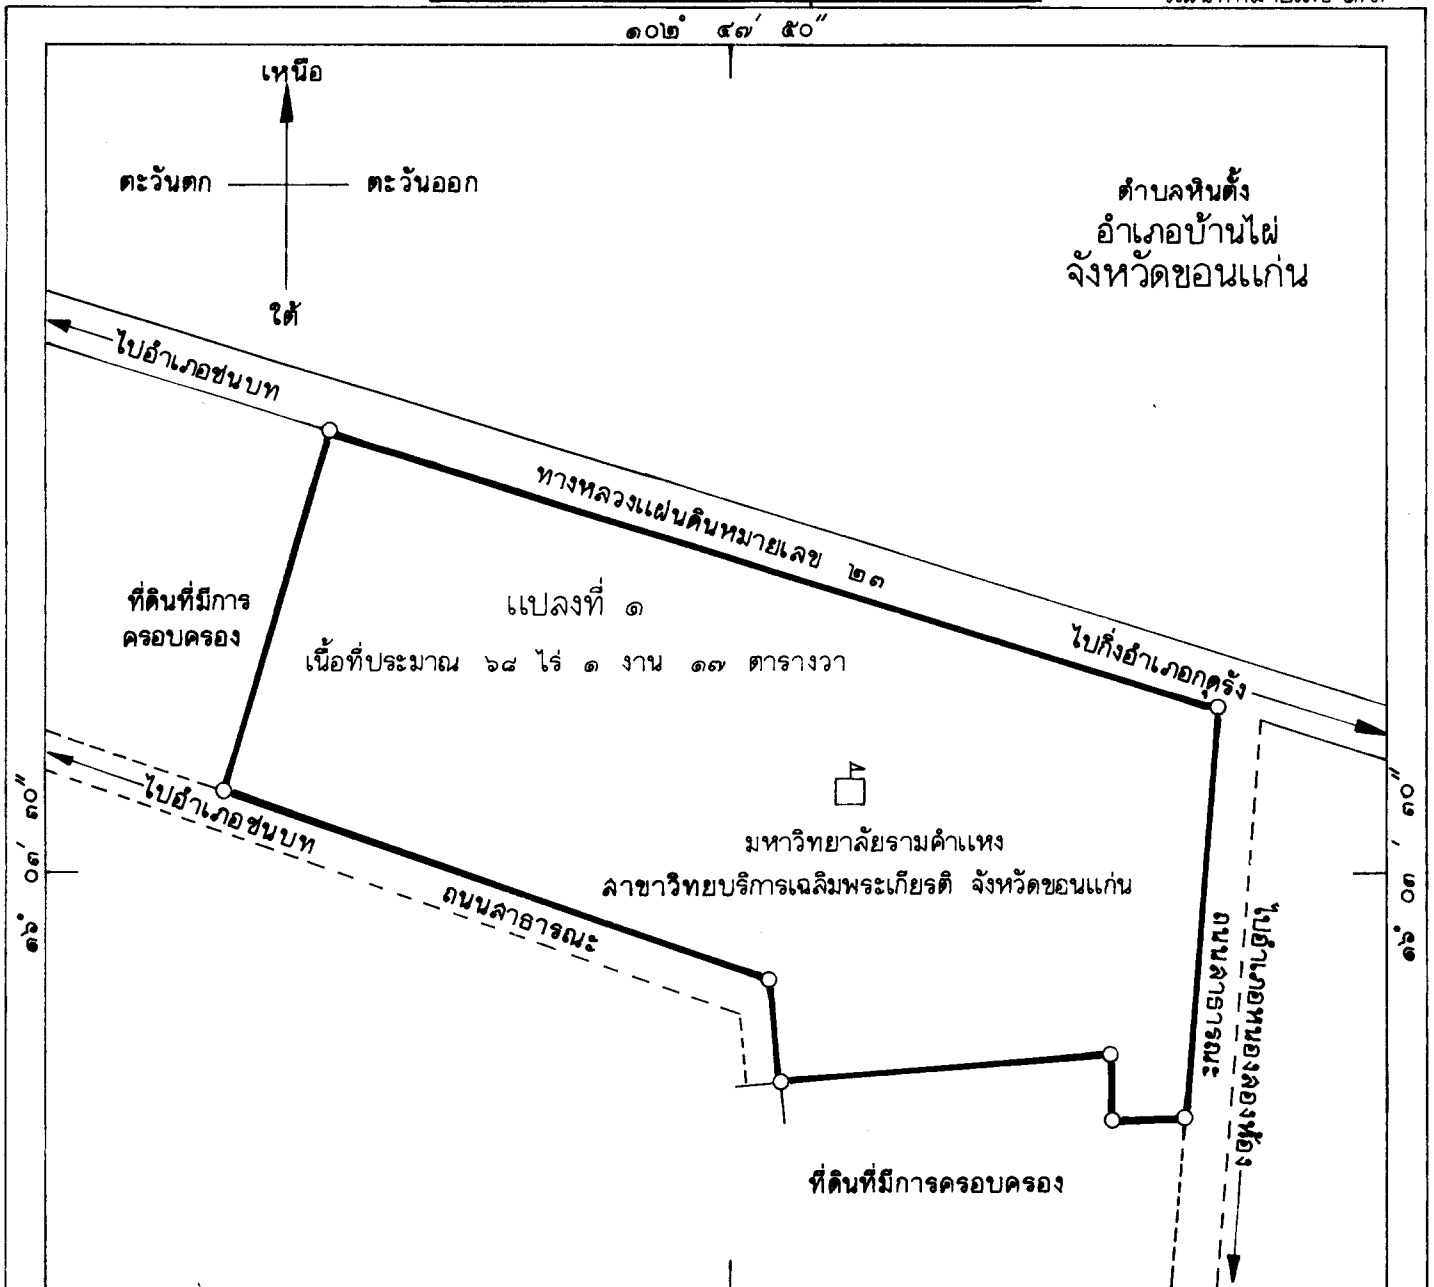 ๑๐๒° ๔๗′ ๕๐″
เหนือ
ตะวันตก
ตะวันออก
ใต้
ตำบลหินตั้ง
อำเภอบ้านไผ่
จังหวัดขอนแก่น
ไปอำเภอชนบท
ทางหลวงแผ่นดินหมายเลข ๒๓
ไปกิ่งอำเภอกุดรัง
ที่ดินที่มีการ
ครอบครอง
แปลงที่ ๑
เนื้อที่ประมาณ ๖๘ ไร่ ๑ งาน ๑๗ ตารางวา
ไปอำเภอชนบท
ถนนสาธารณะ
มหาวิทยาลัยรามคำแหง
สาขาวิทยบริการเฉลิมพระเกียรติ จังหวัดขอนแก่น
๑๖° ๐๓′ ๓๐″
๑๖° ๐๓′ ๓๐″
ถนนสาธารณะ
ไปอำเภอหนองสองห้อง
ที่ดินที่มีการครอบครอง